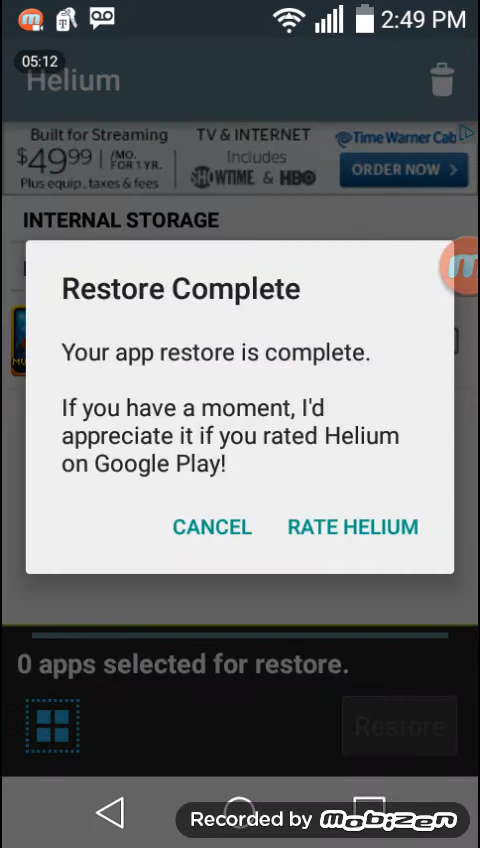 2:49 PM
05:12
Helium
Built for Streaming
TV & INTERNET
Time Warner Cab
$49.99
/MO.
FOR 1 YR.
Includes
ORDER NOW >
Plus equip., taxes & fees
SHOWTIME & HBO
INTERNAL STORAGE
Restore Complete
Your app restore is complete.
If you have a moment, I'd
appreciate it if you rated Helium
on Google Play!
CANCEL
RATE HELIUM
0 apps selected for restore.
Restore
Recorded by mobizen